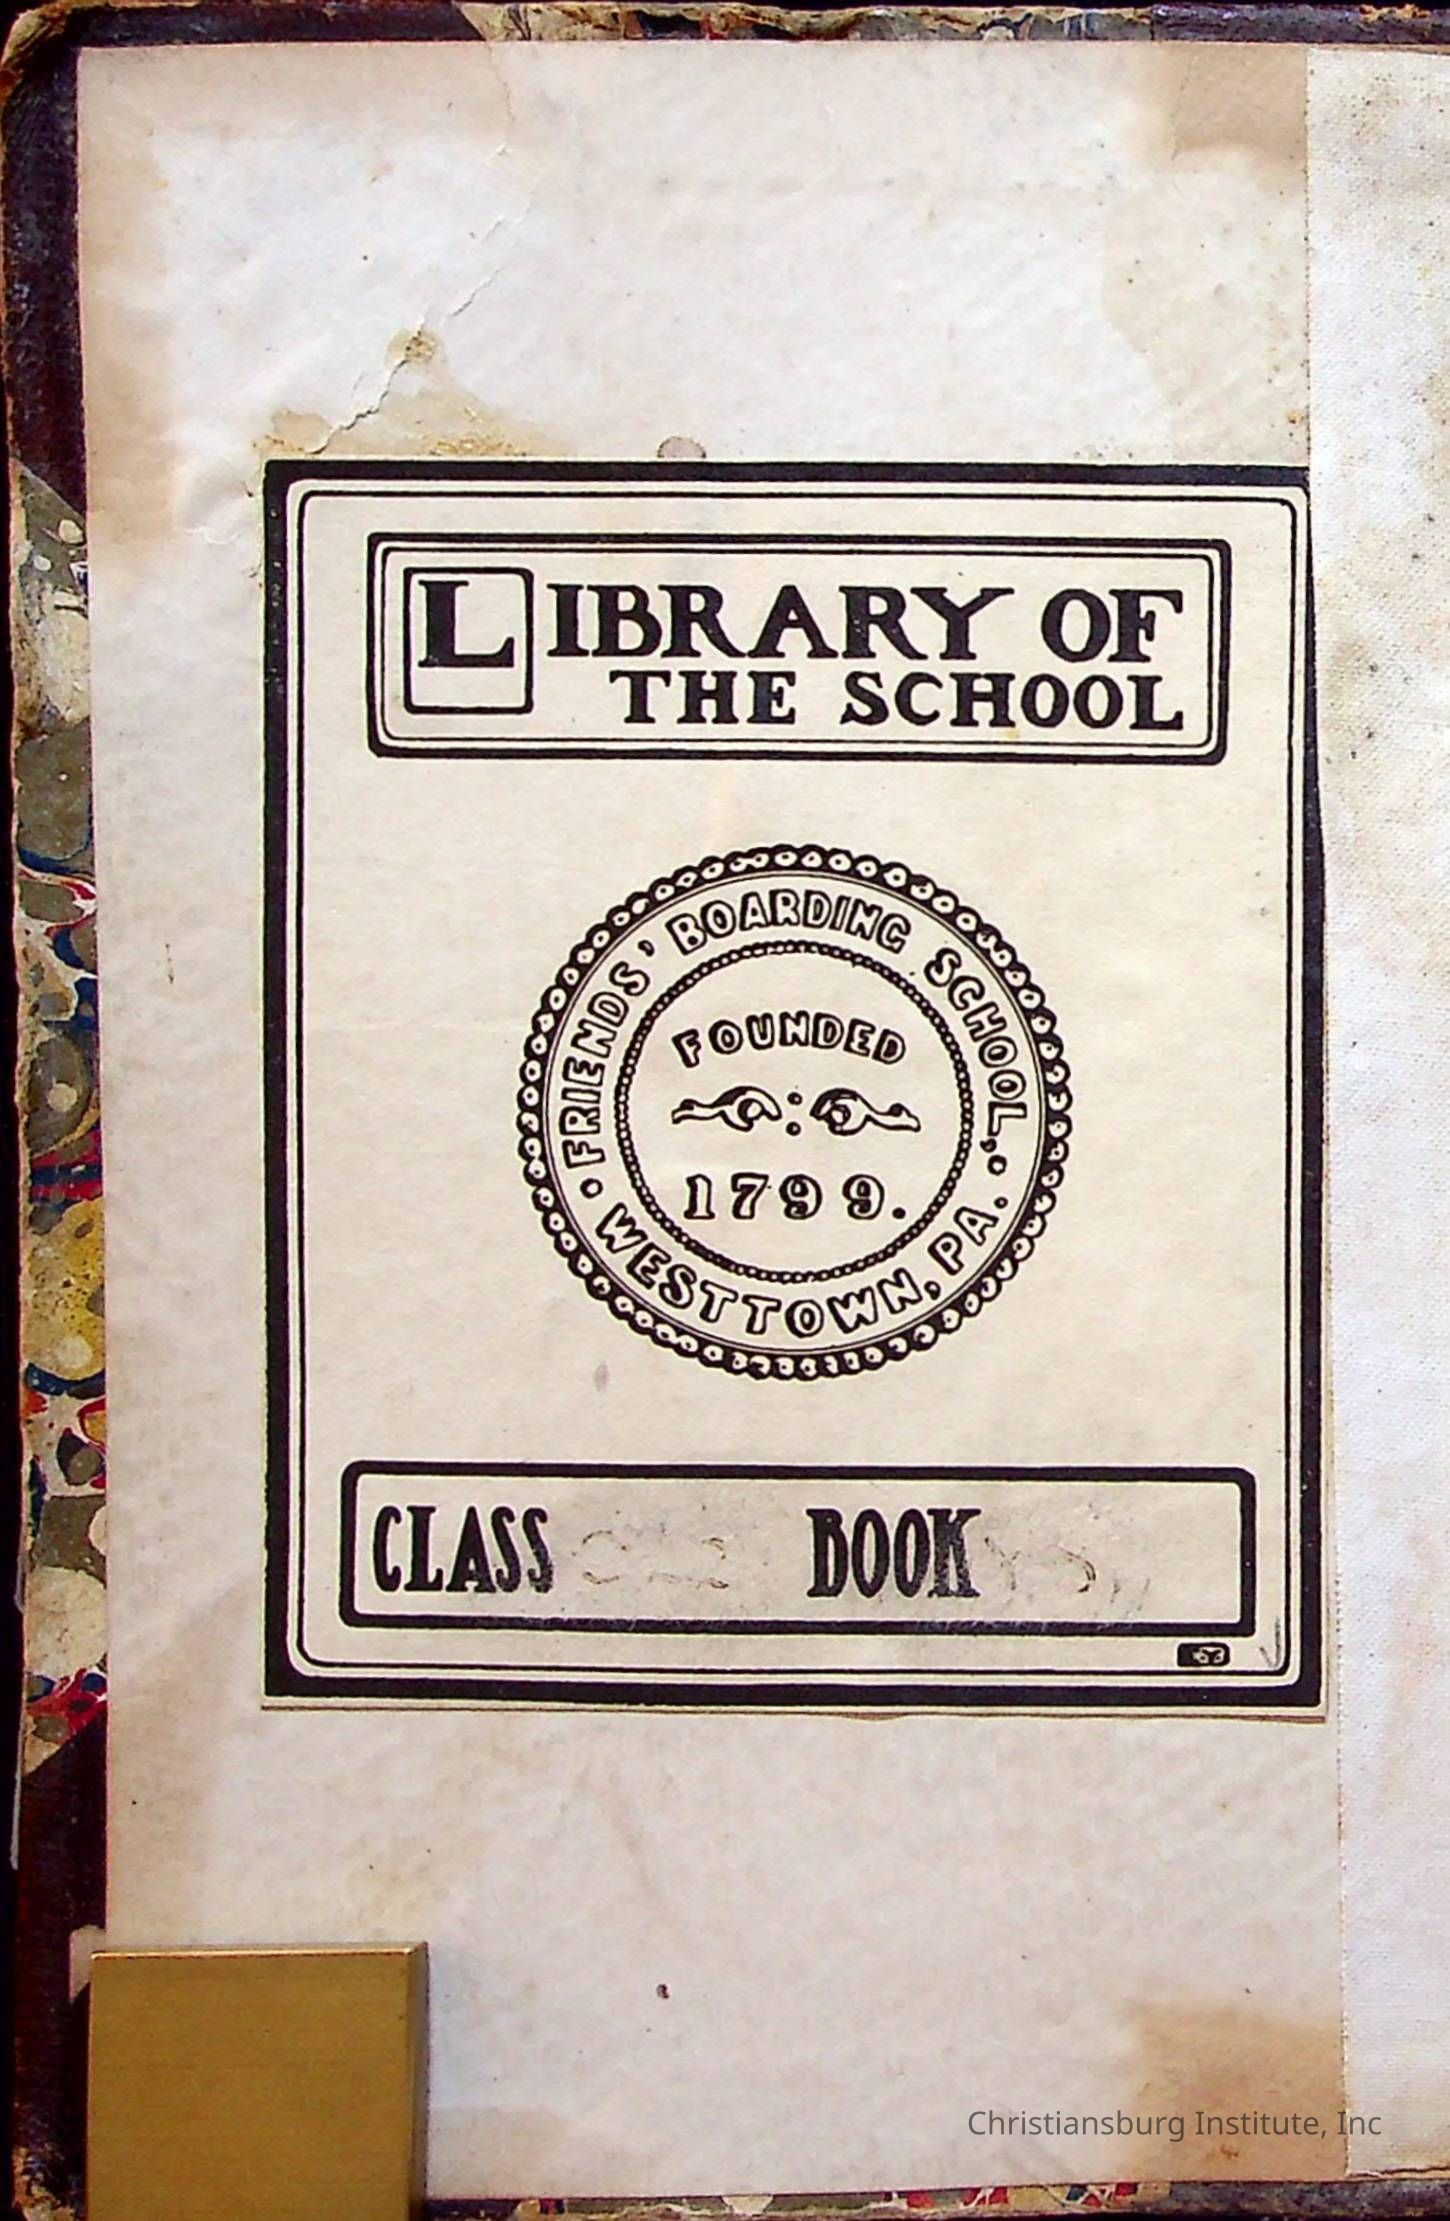 LIBRARY OF
THE SCHOOL
FRIENDS' BOARDING SCHOOL,
FOUNDED
1799.
WESTTOWN, PA.
CLASS BOOK
Christiansburg Institute, Inc